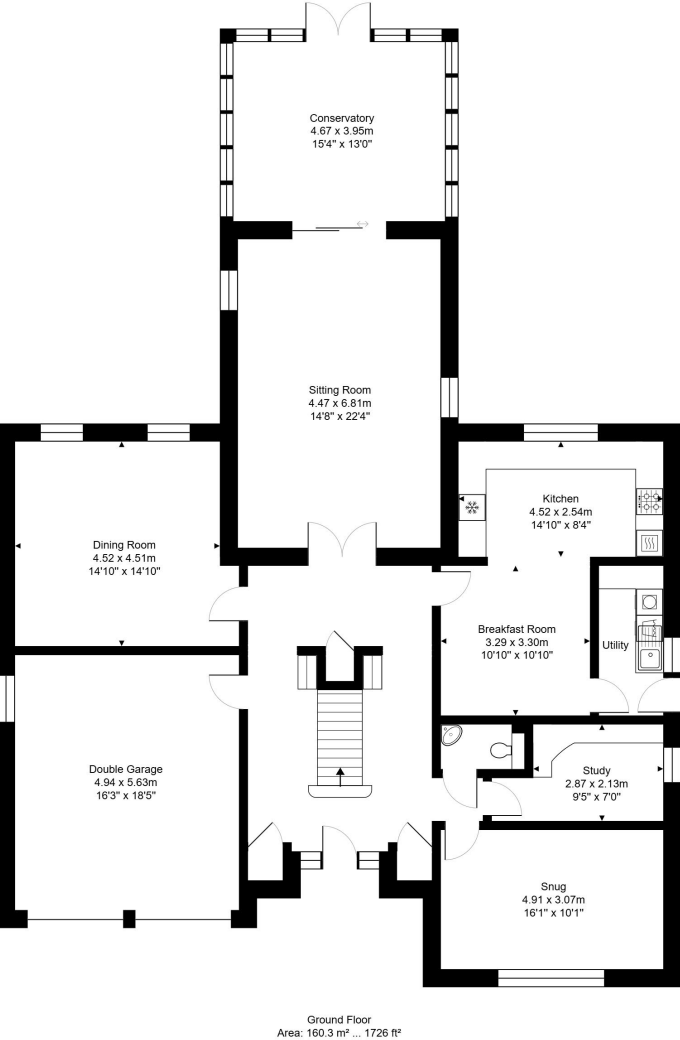 Conservatory
4.67 x 3.95m
15'4" x 13'0"
Sitting Room
4.47 x 6.81m
14'8" x 22'4"
Kitchen
4.52 x 2.54m
14'10" x 8'4"
Dining Room
4.52 x 4.51m
14'10" x 14'10"
Breakfast Room
3.29 x 3.30m
10'10" x 10'10"
Utility
Double Garage
4.94 x 5.63m
16'3" x 18'5"
Study
2.87 x 2.13m
9'5" x 7'0"
Snug
4.91 x 3.07m
16'1" x 10'1"
Ground Floor
Area: 160.3 m² ... 1726 ft²